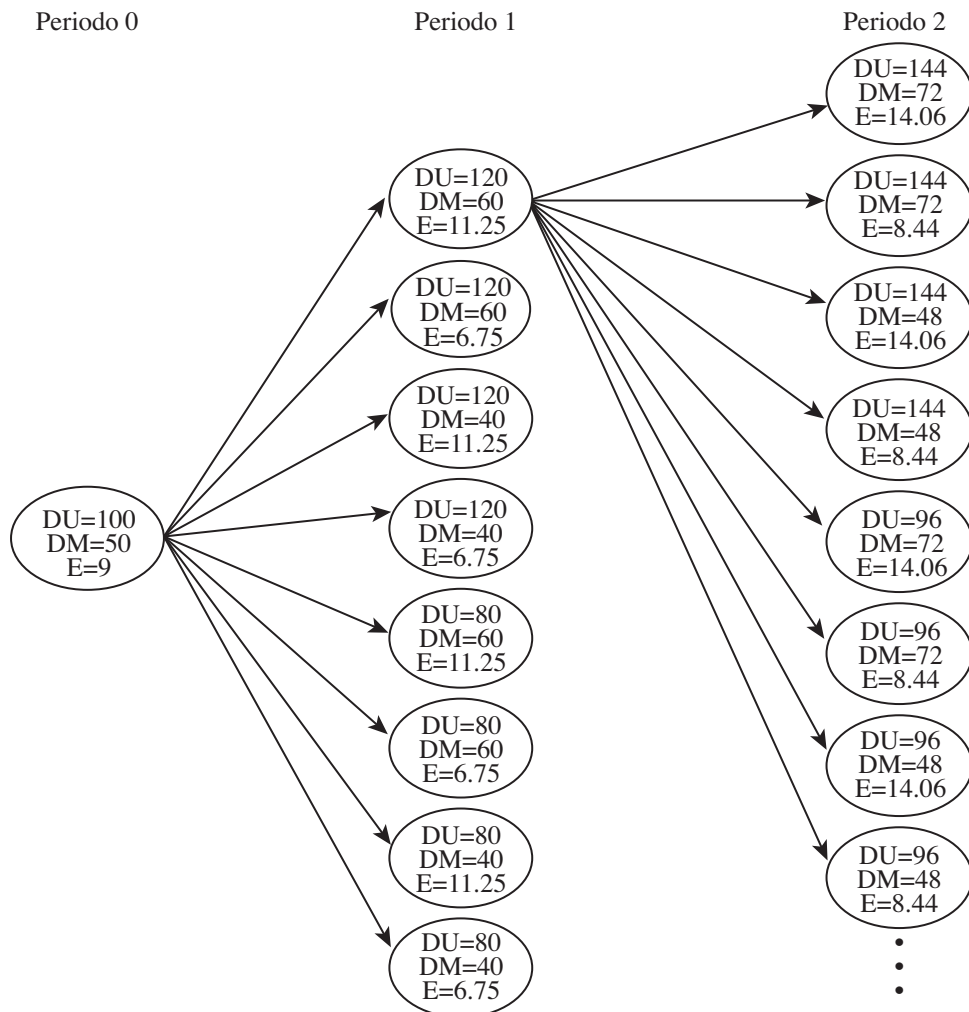 Periodo 0
Periodo 1
Periodo 2
DU=100
DM=50
E=9
DU=120
DM=60
E=11.25
DU=120
DM=60
E=6.75
DU=120
DM=40
E=11.25
DU=120
DM=40
E=6.75
DU=80
DM=60
E=11.25
DU=80
DM=60
E=6.75
DU=80
DM=40
E=11.25
DU=80
DM=40
E=6.75
DU=144
DM=72
E=14.06
DU=144
DM=72
E=8.44
DU=144
DM=48
E=14.06
DU=144
DM=48
E=8.44
DU=96
DM=72
E=14.06
DU=96
DM=72
E=8.44
DU=96
DM=48
E=14.06
DU=96
DM=48
E=8.44